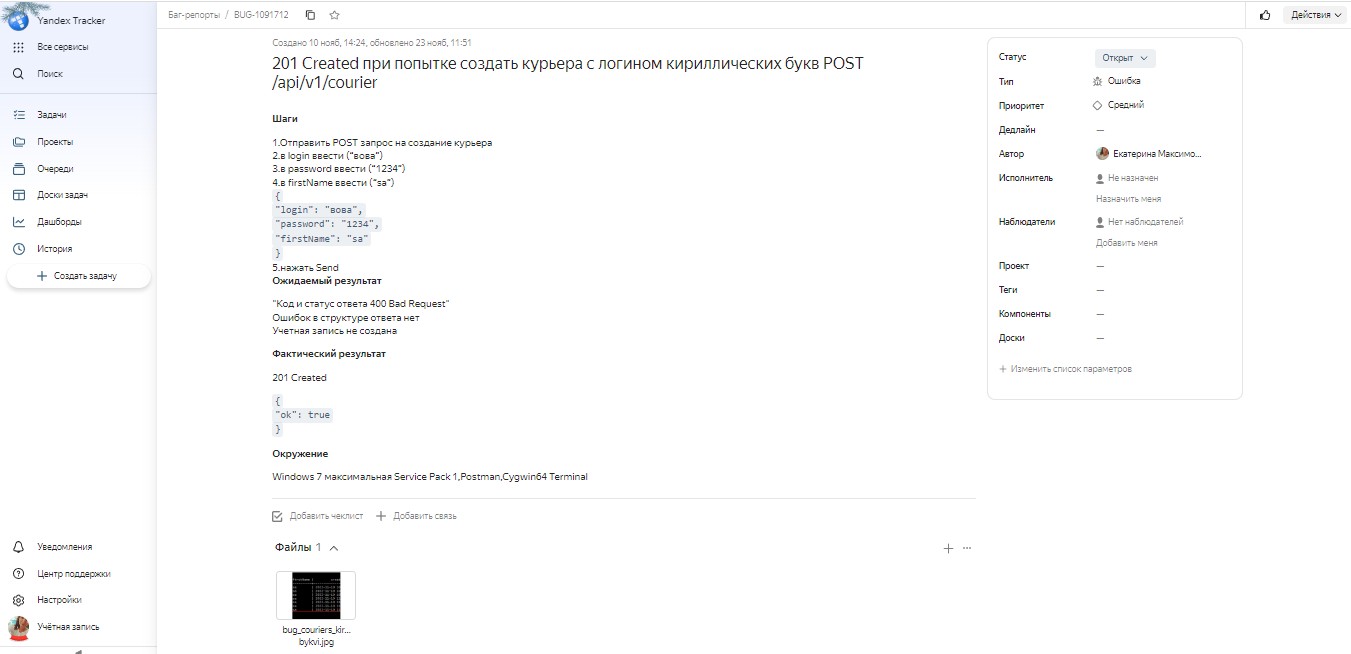 Yandex Tracker
Все сервисы
Поиск
Задачи
Проекты
Очереди
Доски задач
Дашборды
История
Создать задачу
Уведомления
Центр поддержки
Настройки
Учётная запись
Баг-репорты / BUG-1091712
Действия
Создано 10 нояб, 14:24, обновлено 23 нояб, 11:51
201 Created при попытке создать курьера с логином кириллических букв POST
/api/v1/courier
Шаги
1.Отправить POST запрос на создание курьера
2.в login ввести ("вова")
3.в password ввести ("1234")
4.в firstName ввести ("sa")
{
"login": "вова",
"password": "1234",
"firstName": "sa"
}
5.нажать Send
Ожидаемый результат
"Код и статус ответа 400 Bad Request"
Ошибок в структуре ответа нет
Учетная запись не создана
Фактический результат
201 Created
{
"ok": true
}
Окружение
Windows 7 максимальная Service Pack 1,Postman,Cygwin64 Terminal
Добавить чеклист
Добавить связь
Файлы 1
bug_couriers_kir...
bykvi.jpg
Статус Открыт
Тип Ошибка
Приоритет Средний
Дедлайн —
Автор Екатерина Максимо...
Исполнитель Не назначен
Назначить меня
Наблюдатели Нет наблюдателей
Добавить меня
Проект —
Теги —
Компоненты —
Доски —
Изменить список параметров